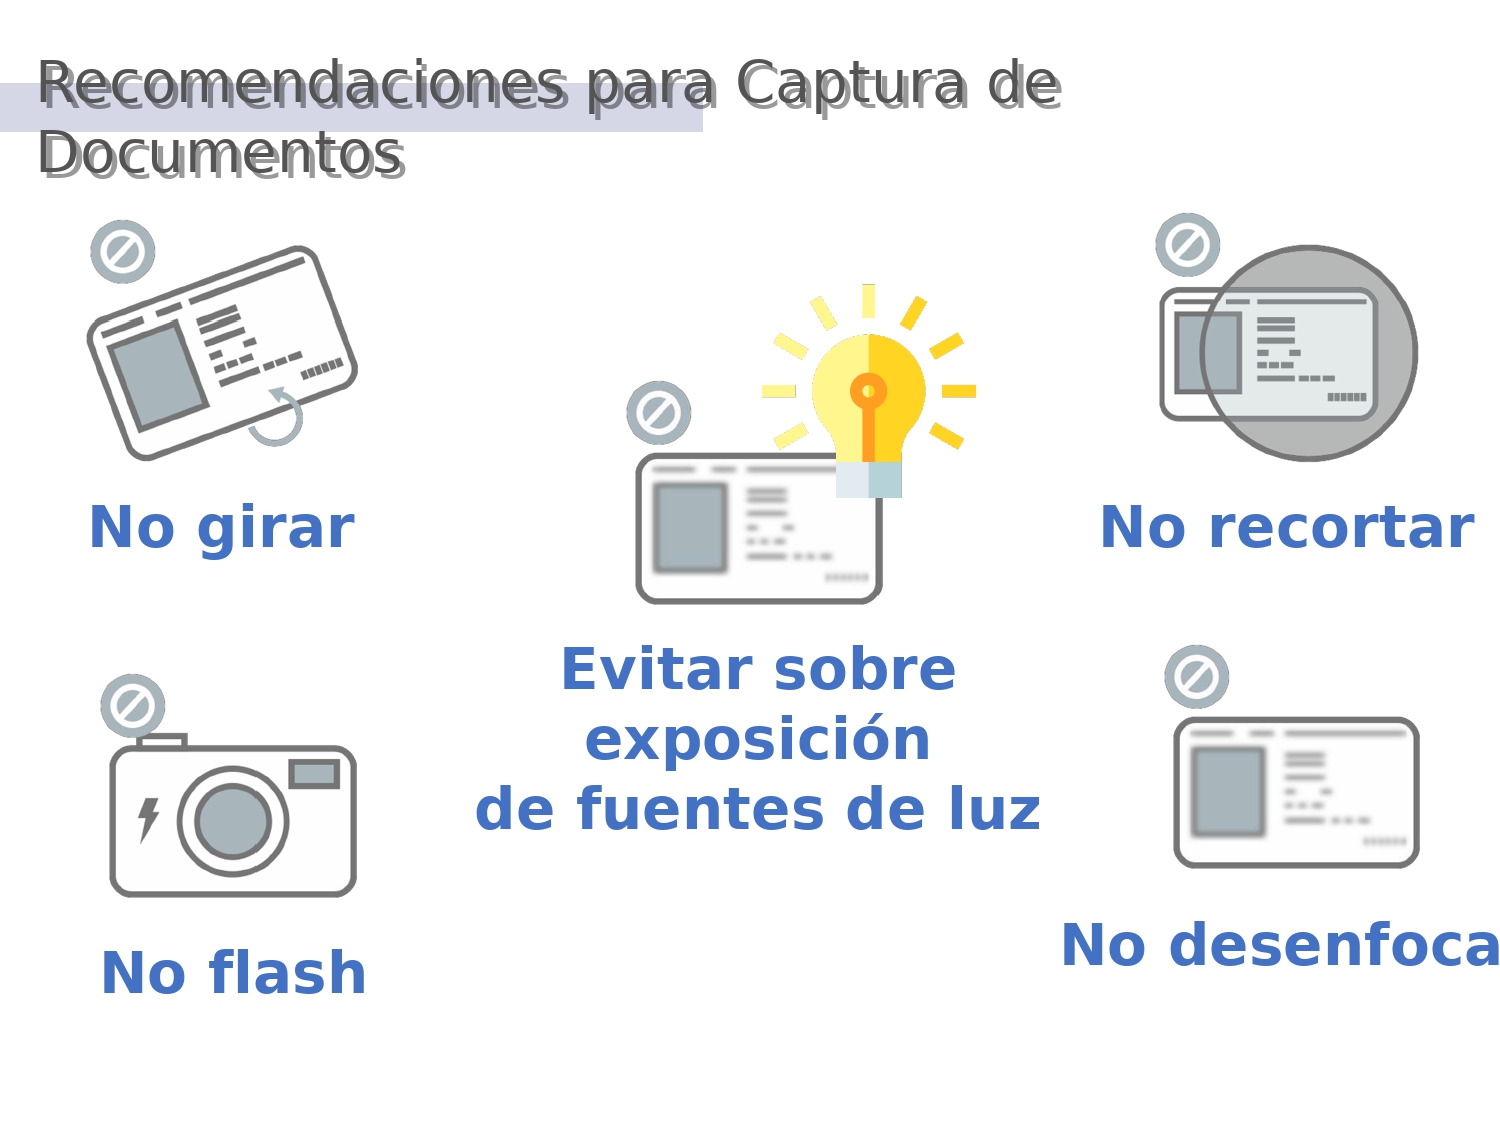 Recomendaciones para Captura de
Documentos
No girar
No recortar
Evitar sobre
exposición
de fuentes de luz
No flash
No desenfoca